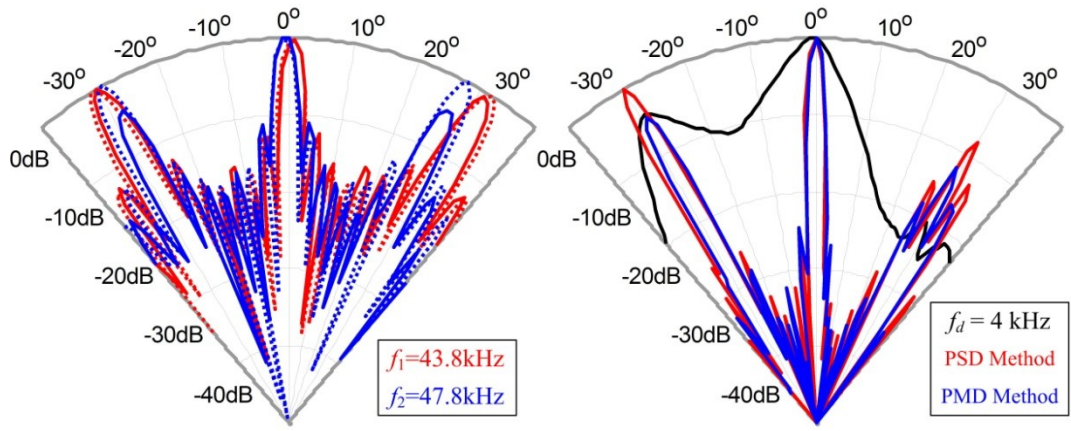 0°
-10°
10°
-20°
20°
-30°
30°
0dB
-10dB
-20dB
-30dB
-40dB
f1=43.8kHz
f2=47.8kHz
0°
-10°
10°
-20°
20°
-30°
30°
0dB
-10dB
-20dB
-30dB
-40dB
fd = 4 kHz
PSD Method
PMD Method